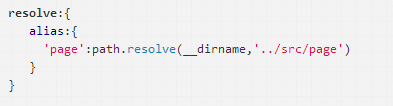 resolve:{
alias:{
'page':path.resolve(__dirname,'../src/page')
}
}